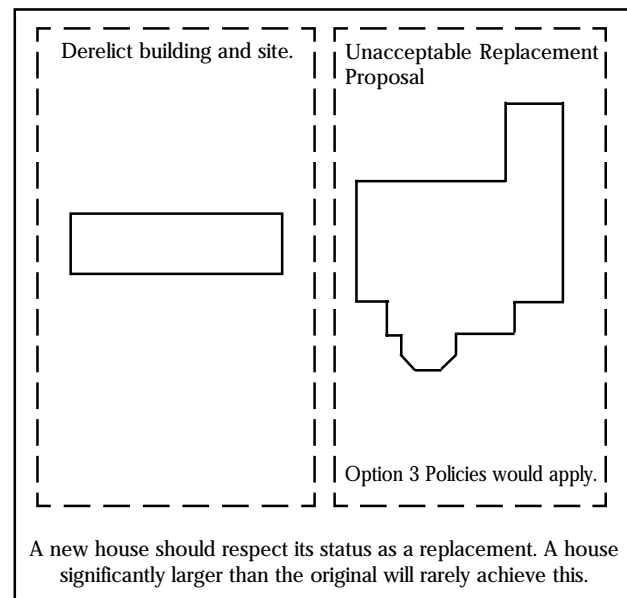 Derelict building and site.
Unacceptable Replacement
Proposal
Option 3 Policies would apply.
A new house should respect its status as a replacement. A house
significantly larger than the original will rarely achieve this.